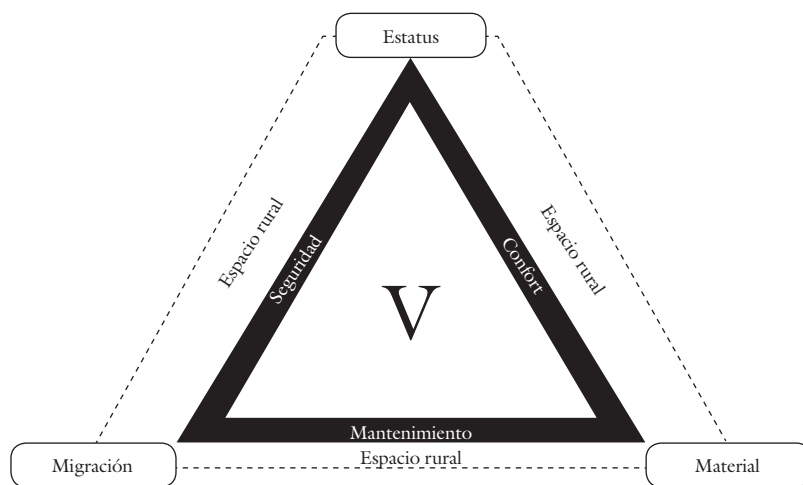 Estatus
Espacio rural
Seguridad
Confort
Espacio rural
V
Mantenimiento
Espacio rural
Migración
Material